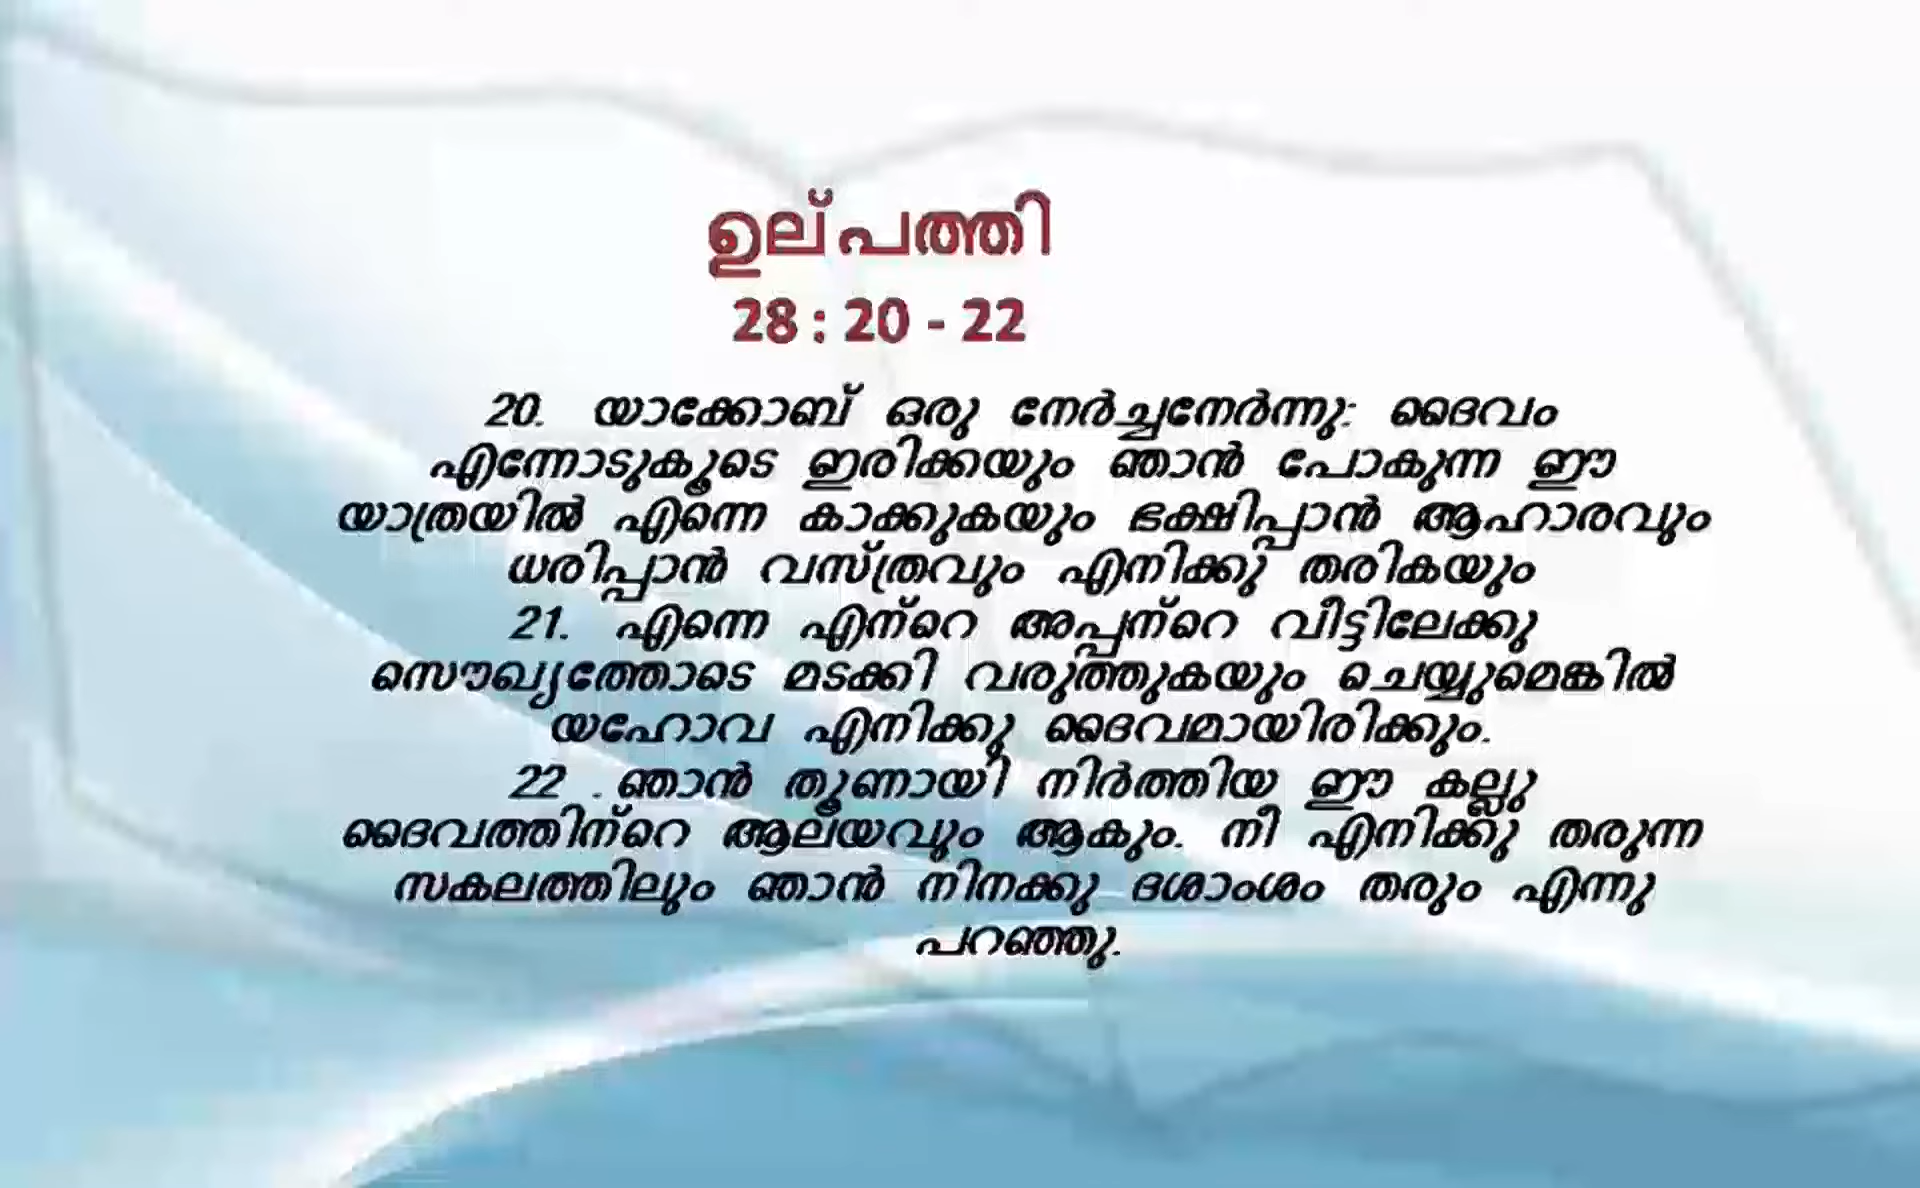 ഉല്പത്തി
28 : 20 - 22
20. യാക്കോബ് ഒരു നേർച്ചനേർന്നു: ദൈവം
എന്നോടുകൂടെ ഇരിക്കയും ഞാൻ പോകുന്ന ഈ
യാത്രയിൽ എന്നെ കാക്കുകയും ഭക്ഷിപ്പാൻ ആഹാരവും
ധരിപ്പാൻ വസ്ത്രവും എനിക്കു തരികയും
21. എന്നെ എന്റെ അപ്പന്റെ വീട്ടിലേക്കു
സൌഖ്യത്തോടെ മടക്കി വരുത്തുകയും ചെയ്യുമെങ്കിൽ
യഹോവ എനിക്കു ദൈവമായിരിക്കും.
22 . ഞാൻ തൂണായി നിർത്തിയ ഈ കല്ലു
ദൈവത്തിന്റെ ആലയവും ആകും. നീ എനിക്കു തരുന്ന
സകലത്തിലും ഞാൻ നിനക്കു ദശാംശം തരും എന്നു
പറഞ്ഞു.